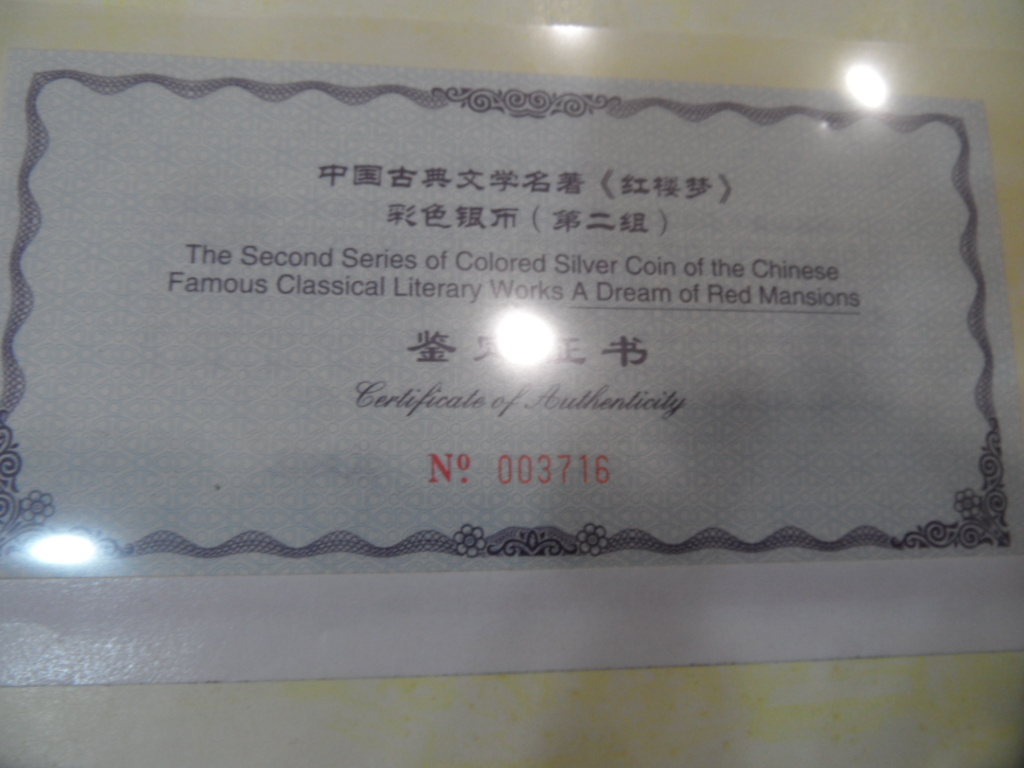 中国古典文学名著《红楼梦》
彩色银币（第二组）
The Second Series of Colored Silver Coin of the Chinese
Famous Classical Literary Works A Dream of Red Mansions
鉴定证书
Certificate of Authenticity
Nº 003716